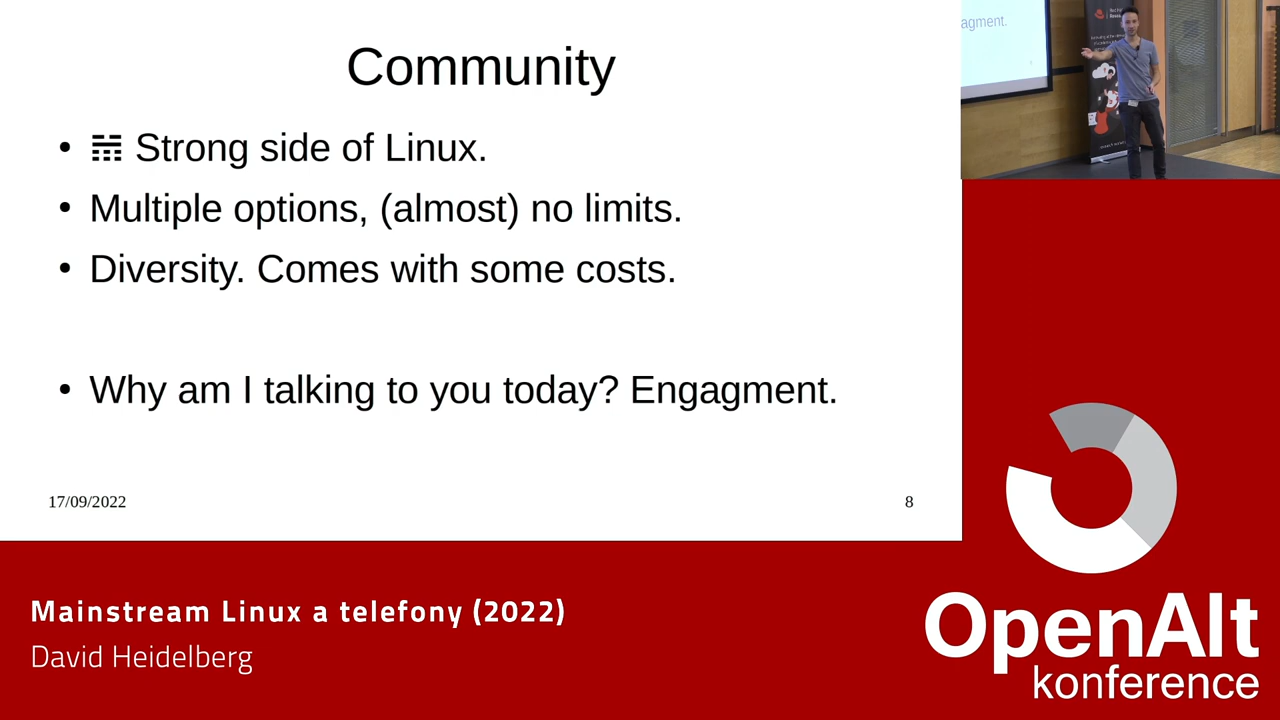 Community
• ䷇ Strong side of Linux.
• Multiple options, (almost) no limits.
• Diversity. Comes with some costs.
• Why am I talking to you today? Engagment.
17/09/2022
8
agment.
Mainstream Linux a telefony (2022)
David Heidelberg
OpenAlt
konference